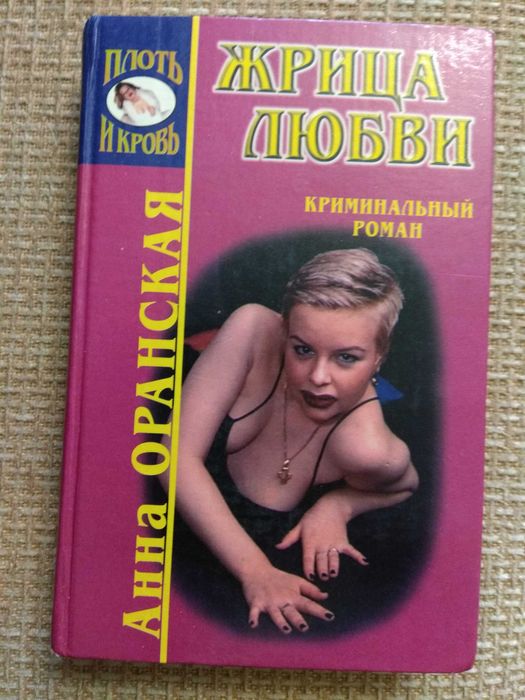 ПЛОТЬ
И КРОВЬ
ЖРИЦА
ЛЮБВИ
КРИМИНАЛЬНЫЙ
РОМАН
Анна ОРАНСКАЯ